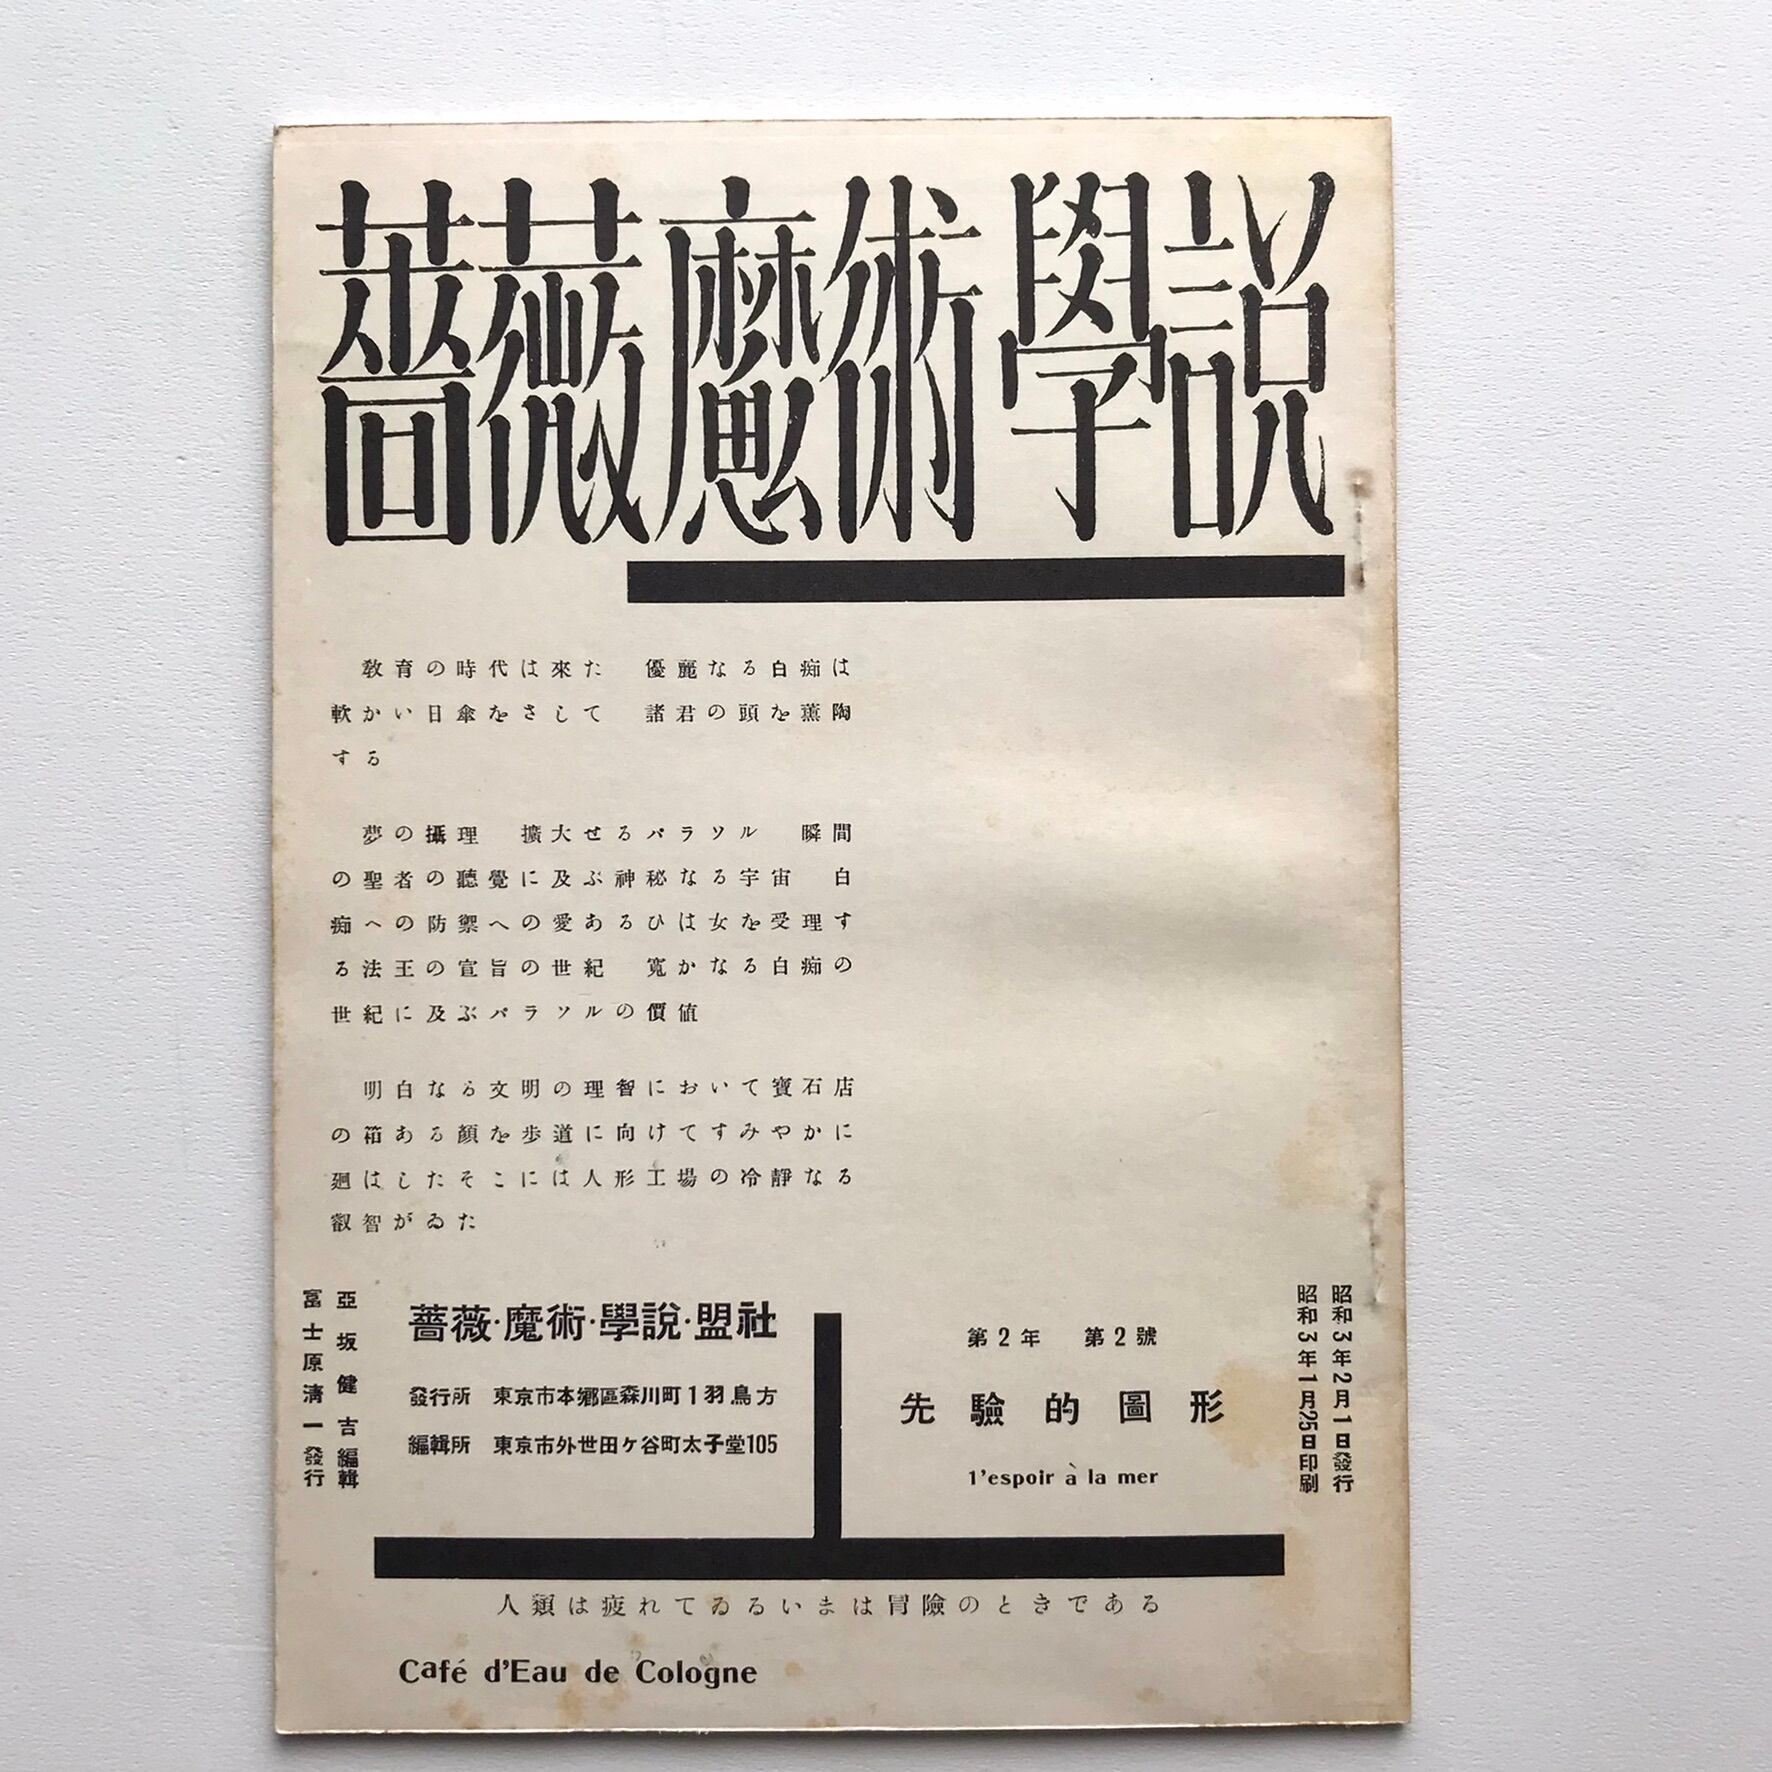 薔薇魔術學説
教育の時代は來た　優麗なる白痴は
軟かい日傘をさして　諸君の頭を薫陶
する
夢の攝理　擴大せるパラソル　瞬間
の聖者の聽覺に及ぶ神秘なる宇宙　白
痴への防禦への愛あるひは女を受理す
る法王の宣旨の世紀　寬かなる白痴の
世紀に及ぶパラソルの價値
明白なる文明の理智において寶石店
の箱ある顏を歩道に向けてすみやかに
廻はしたそこには人形工場の冷靜なる
叡智がゐた
昭和3年2月1日發行
昭和3年1月25日印刷
第2年　第2號
先驗的圖形
l'espoir à la mer
薔薇·魔術·學說·盟社
發行所　東京市本鄉區森川町1羽鳥方
編輯所　東京市外世田ケ谷町太子堂105
亞坂健吉編輯
冨士原淸一發行
人類は疲れてゐるいまは冒險のときである
Café d'Eau de Cologne